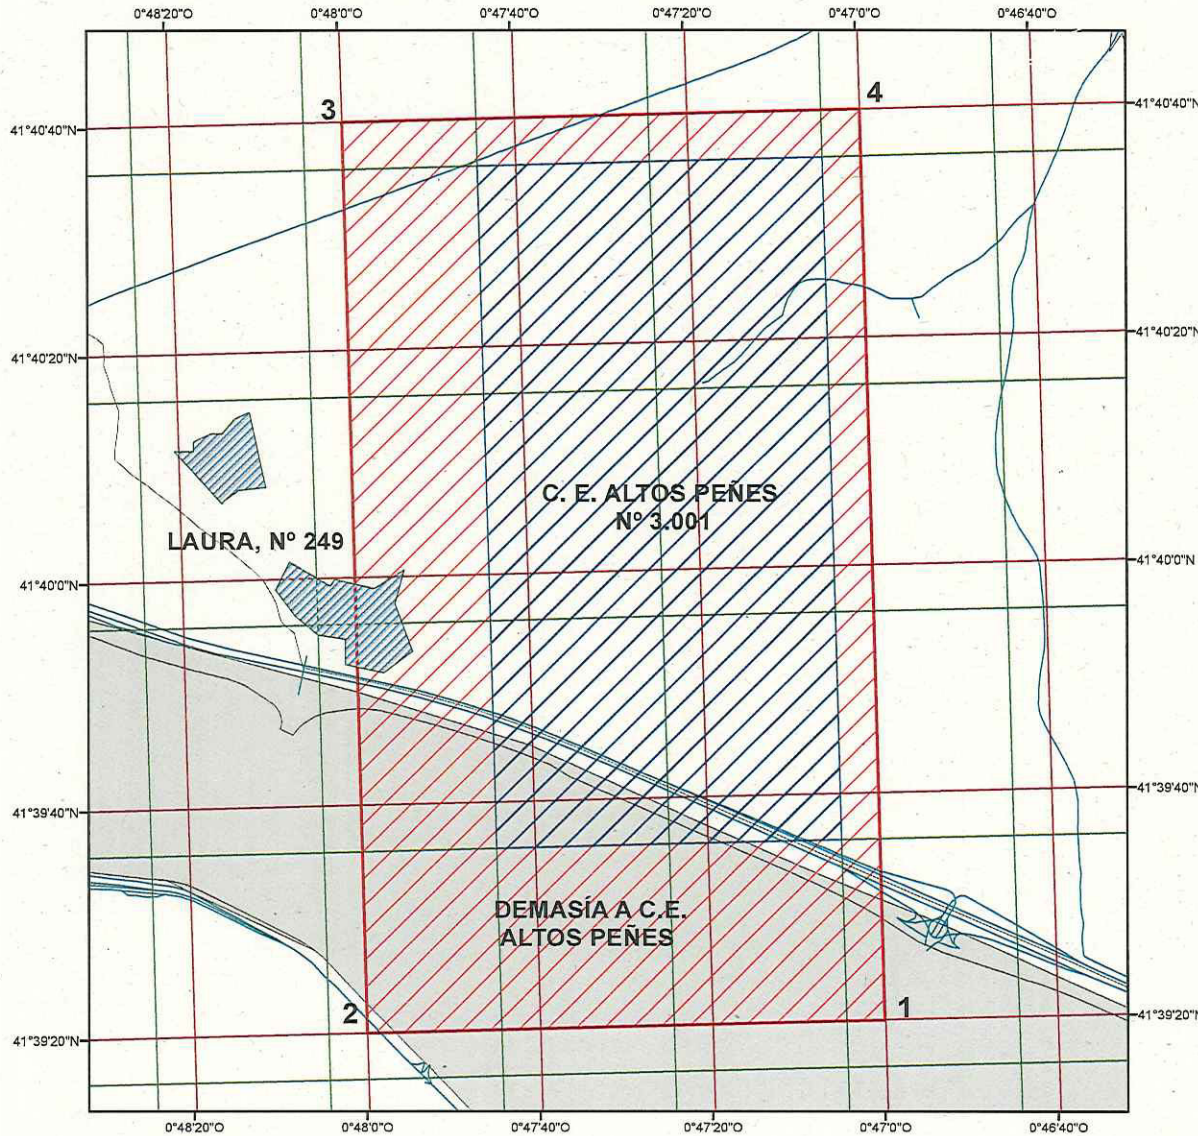 0°48'20"O 0°48'0"O 0°47'40"O 0°47'20"O 0°47'0"O 0°46'40"O
3
4
41°40'40"N
41°40'40"N
41°40'20"N
41°40'20"N
C. E. ALTOS PEÑES
Nº 3.001
LAURA, Nº 249
41°40'0"N
41°40'0"N
41°39'40"N
41°39'40"N
DEMASÍA A C.E.
ALTOS PEÑES
2
1
41°39'20"N
41°39'20"N
0°48'20"O 0°48'0"O 0°47'40"O 0°47'20"O 0°47'0"O 0°46'40"O